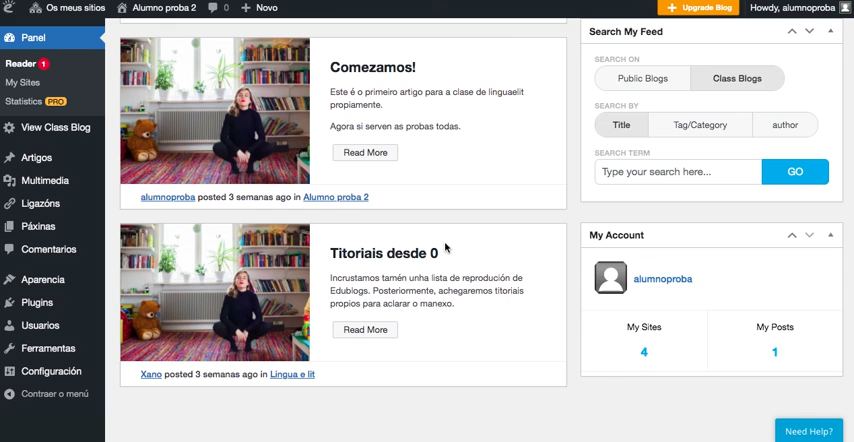 Os meus sitios
Alumno proba 2
0
Novo
Upgrade Blog
Howdy, alumnoproba
Panel
Reader 1
My Sites
Statistics PRO
View Class Blog
Artigos
Multimedia
Ligazóns
Páxinas
Comentarios
Aparencia
Plugins
Usuarios
Ferramentas
Configuración
Contraer o menú
Comezamos!
Este é o primeiro artigo para a clase de linguaelit
propiamente.
Agora si serven as probas todas.
Read More
alumnoproba posted 3 semanas ago in Alumno proba 2
Titoriais desde 0
Incrustamos tamén unha lista de reprodución de
Edublogs. Posteriormente, achegaremos titoriais
propios para aclarar o manexo.
Read More
Xano posted 3 semanas ago in Lingua e lit
Search My Feed
SEARCH ON
Public Blogs
Class Blogs
SEARCH BY
Title
Tag/Category
author
SEARCH TERM
Type your search here...
GO
My Account
alumnoproba
My Sites
My Posts
4
1
Need Help?